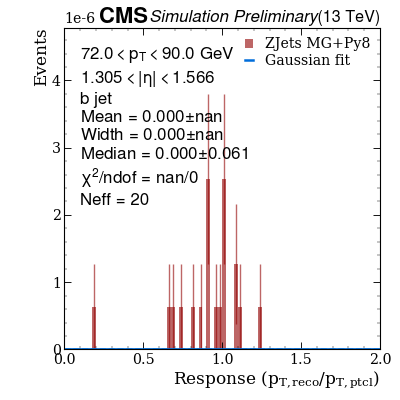 1e-6 CMS Simulation Preliminary (13 TeV)
Events
ZJets MG+Py8
Gaussian fit
72.0 < pT < 90.0 GeV
1.305 < |η| < 1.566
b jet
Mean = 0.000±nan
Width = 0.000±nan
Median = 0.000±0.061
χ²/ndof = nan/0
Neff = 20
4
3
2
1
0
0.0 0.5 1.0 1.5 2.0
Response (pT,reco/pT,ptcl)